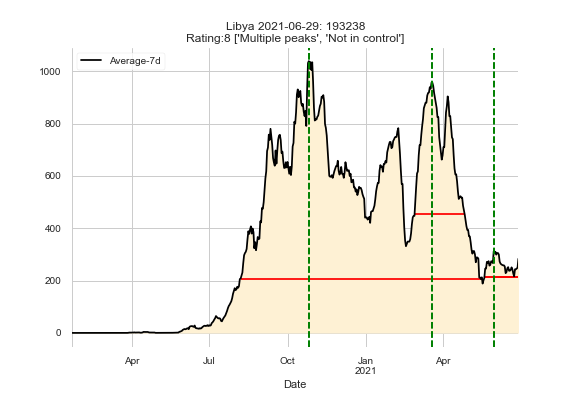 Libya 2021-06-29: 193238
Rating:8 ['Multiple peaks', 'Not in control']
Average-7d
1000
800
600
400
200
0
Apr
Jul
Oct
Jan
2021
Apr
Date